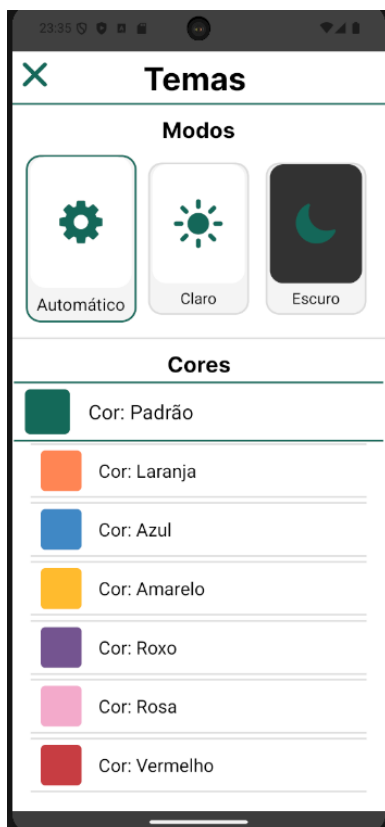 23:35
Temas
Modos
Automático
Claro
Escuro
Cores
Cor: Padrão
Cor: Laranja
Cor: Azul
Cor: Amarelo
Cor: Roxo
Cor: Rosa
Cor: Vermelho